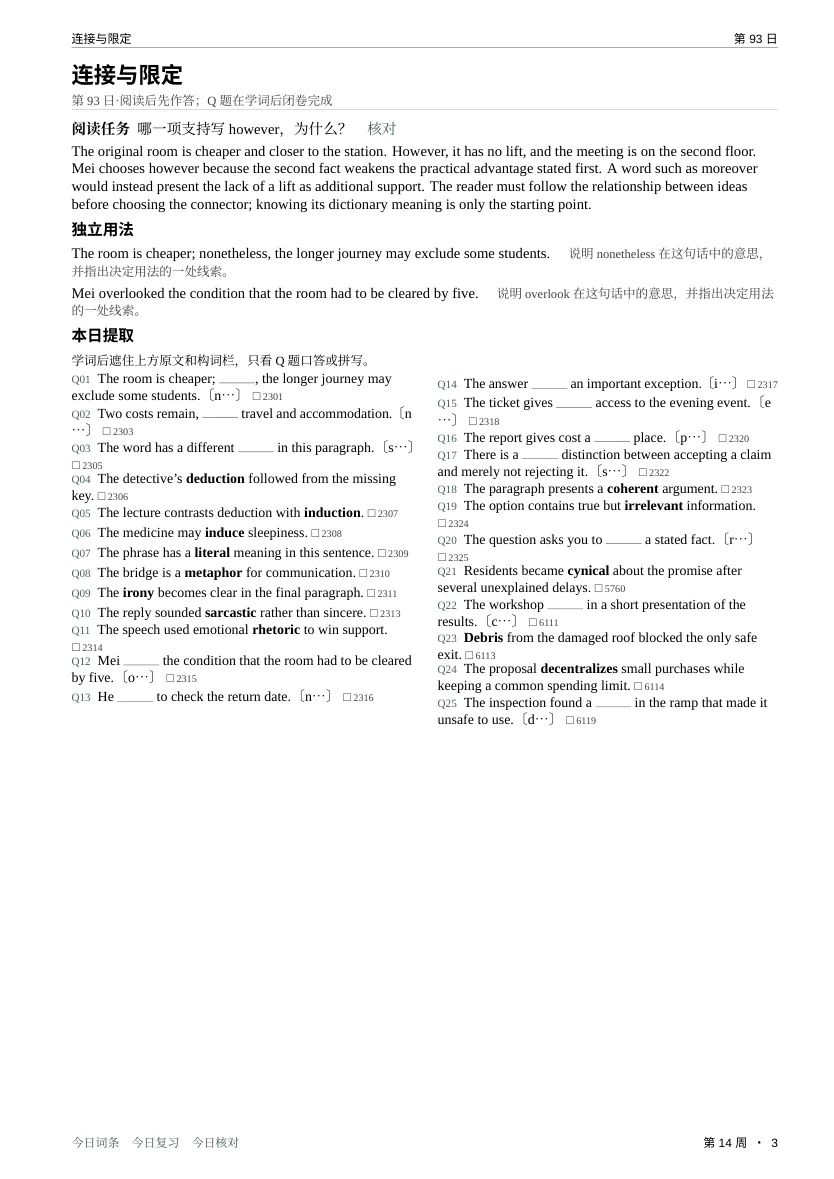 连接与限定 第 93 日
连接与限定
第 93 日·阅读后先作答；Q 题在学词后闭卷完成
阅读任务 哪一项支持写 however，为什么？ 核对
The original room is cheaper and closer to the station. However, it has no lift, and the meeting is on the second floor.
Mei chooses however because the second fact weakens the practical advantage stated first. A word such as moreover
would instead present the lack of a lift as additional support. The reader must follow the relationship between ideas
before choosing the connector; knowing its dictionary meaning is only the starting point.
独立用法
The room is cheaper; nonetheless, the longer journey may exclude some students. 说明 nonetheless 在这句话中的意思，
并指出决定用法的一处线索。
Mei overlooked the condition that the room had to be cleared by five. 说明 overlook 在这句话中的意思，并指出决定用法
的一处线索。
本日提取
学词后遮住上方原文和构词栏，只看 Q 题口答或拼写。
Q01 The room is cheaper; _____, the longer journey may
exclude some students.〔n⋯〕 □2301
Q02 Two costs remain, _____ travel and accommodation.〔n
⋯〕 □2303
Q03 The word has a different _____ in this paragraph.〔s⋯〕
□2305
Q04 The detective’s deduction followed from the missing
key. □2306
Q05 The lecture contrasts deduction with induction. □2307
Q06 The medicine may induce sleepiness. □2308
Q07 The phrase has a literal meaning in this sentence. □2309
Q08 The bridge is a metaphor for communication. □2310
Q09 The irony becomes clear in the final paragraph. □2311
Q10 The reply sounded sarcastic rather than sincere. □2313
Q11 The speech used emotional rhetoric to win support.
□2314
Q12 Mei _____ the condition that the room had to be cleared
by five.〔o⋯〕 □2315
Q13 He _____ to check the return date.〔n⋯〕 □2316
Q14 The answer _____ an important exception.〔i⋯〕 □2317
Q15 The ticket gives _____ access to the evening event.〔e
⋯〕 □2318
Q16 The report gives cost a _____ place.〔p⋯〕 □2320
Q17 There is a _____ distinction between accepting a claim
and merely not rejecting it.〔s⋯〕 □2322
Q18 The paragraph presents a coherent argument. □2323
Q19 The option contains true but irrelevant information.
□2324
Q20 The question asks you to _____ a stated fact.〔r⋯〕
□2325
Q21 Residents became cynical about the promise after
several unexplained delays. □5760
Q22 The workshop _____ in a short presentation of the
results.〔c⋯〕 □6111
Q23 Debris from the damaged roof blocked the only safe
exit. □6113
Q24 The proposal decentralizes small purchases while
keeping a common spending limit. □6114
Q25 The inspection found a _____ in the ramp that made it
unsafe to use.〔d⋯〕 □6119
今日词条 今日复习 今日核对 第 14 周 • 3